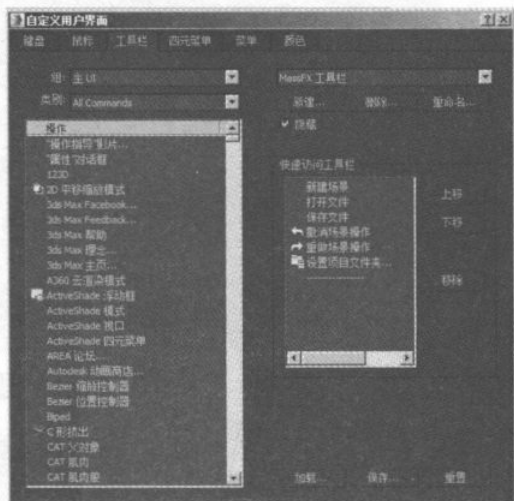 自定义用户界面
键盘 鼠标 工具栏 四元菜单 菜单 颜色
组: 主 UI
类别: All Commands
操作
"操作指导"影片...
"属性"对话框
123D
2D 平移缩放模式
3ds Max Facebook...
3ds Max Feedback...
3ds Max 帮助
3ds Max 理念...
3ds Max 主页...
A360 云渲染模式
ActiveShade 浮动框
ActiveShade 模式
ActiveShade 视口
ActiveShade 四元菜单
AREA 论坛...
Autodesk 动画商店...
Bezier 缩放控制器
Bezier 位置控制器
Biped
C 形挤出
CAT 父对象
CAT 肌肉
CAT 肌肉股
MassFX 工具栏
新建... 删除... 重命名...
隐藏
快速访问工具栏
新建场景
打开文件
保存文件
撤消场景操作
重做场景操作
设置项目文件夹...
上移
下移
移除
加载... 保存... 重置